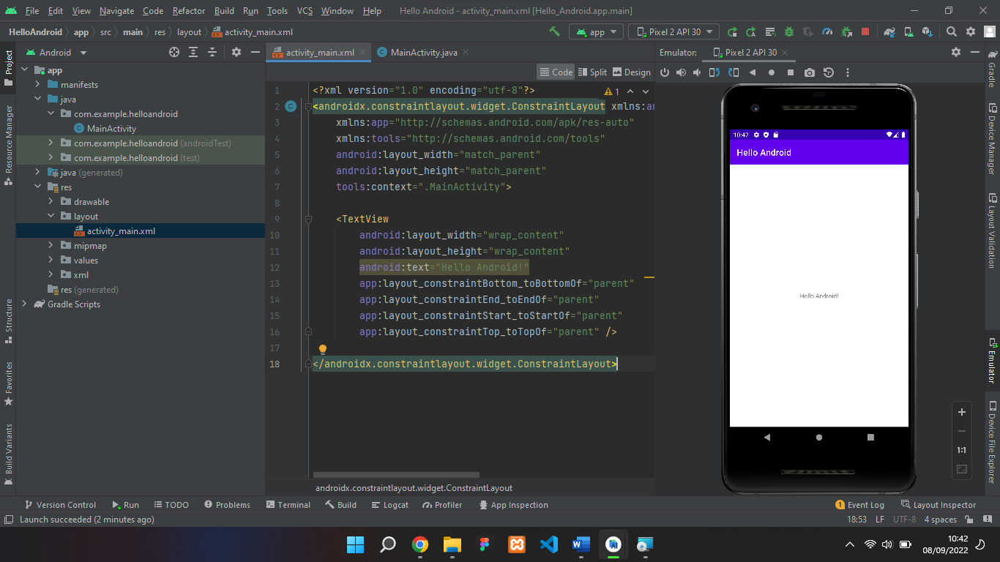 File Edit View Navigate Code Refactor Build Run Tools VCS Window Help Hello Android - activity_main.xml [Hello_Android.app.main]
HelloAndroid app src main res layout activity_main.xml app Pixel 2 API 30
Project
Resource Manager
Structure
Favorites
Build Variants
Android
app
manifests
java
com.example.helloandroid
MainActivity
com.example.helloandroid (androidTest)
com.example.helloandroid (test)
java (generated)
res
drawable
layout
activity_main.xml
mipmap
values
xml
res (generated)
Gradle Scripts
activity_main.xml MainActivity.java
Code Split Design
1
1 <?xml version="1.0" encoding="utf-8"?>
2 <androidx.constraintlayout.widget.ConstraintLayout xmlns:an
3 xmlns:app="http://schemas.android.com/apk/res-auto"
4 xmlns:tools="http://schemas.android.com/tools"
5 android:layout_width="match_parent"
6 android:layout_height="match_parent"
7 tools:context=".MainActivity">
8
9 <TextView
10 android:layout_width="wrap_content"
11 android:layout_height="wrap_content"
12 android:text="Hello Android!"
13 app:layout_constraintBottom_toBottomOf="parent"
14 app:layout_constraintEnd_toEndOf="parent"
15 app:layout_constraintStart_toStartOf="parent"
16 app:layout_constraintTop_toTopOf="parent" />
17
18 </androidx.constraintlayout.widget.ConstraintLayout>
androidx.constraintlayout.widget.ConstraintLayout
Emulator: Pixel 2 API 30
10:42
Hello Android
Hello Android!
1:1
Gradle
Device Manager
Layout Validation
Emulator
Device File Explorer
Version Control Run TODO Problems Terminal Build Logcat Profiler App Inspection 1 Event Log Layout Inspector
Launch succeeded (2 minutes ago) 18:53 LF UTF-8 4 spaces
10:42
08/09/2022